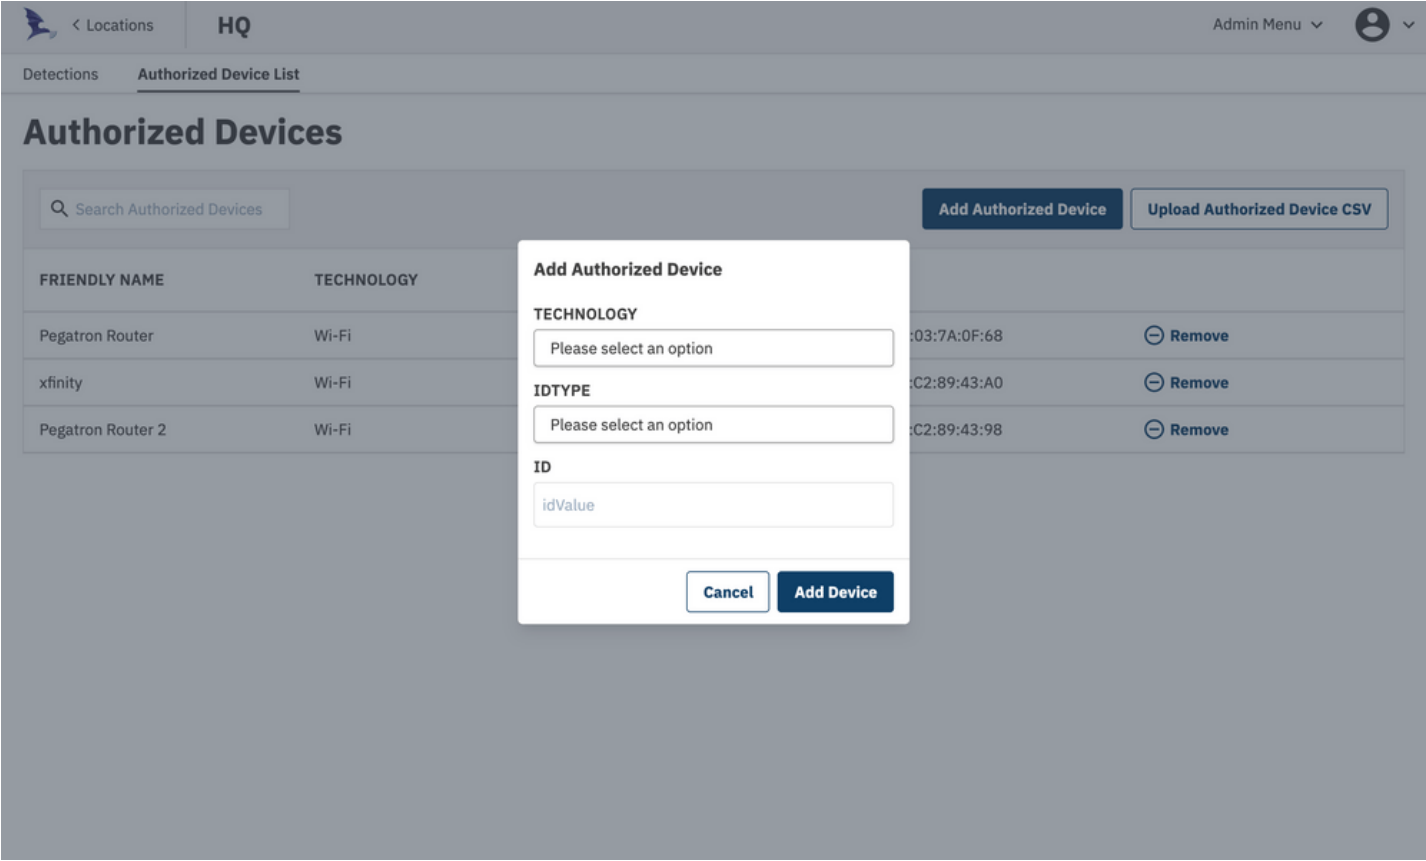 Locations
HQ
Admin Menu
Detections
Authorized Device List
Authorized Devices
Search Authorized Devices
Add Authorized Device
Upload Authorized Device CSV
FRIENDLY NAME TECHNOLOGY
Pegatron Router Wi-Fi :03:7A:0F:68 Remove
xfinity Wi-Fi :C2:89:43:A0 Remove
Pegatron Router 2 Wi-Fi :C2:89:43:98 Remove
Add Authorized Device
TECHNOLOGY
Please select an option
IDTYPE
Please select an option
ID
idValue
Cancel
Add Device